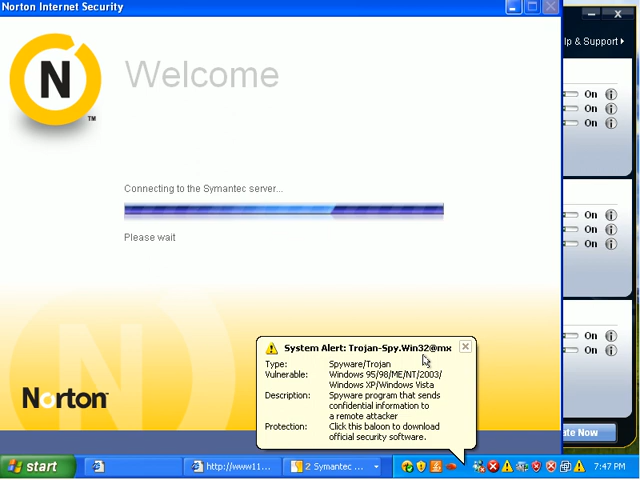 Norton Internet Security
lp & Support
N
TM
Welcome
On
On
On
Connecting to the Symantec server...
Please wait
On
On
On
On
On
Norton
System Alert: Trojan-Spy.Win32@mx
Type: Spyware/Trojan
Vulnerable: Windows 95/98/ME/NT/2003/
Windows XP/Windows Vista
Description: Spyware program that sends
confidential information to
a remote attacker
Protection: Click this baloon to download
official security software.
ate Now
start
http://www11...
2 Symantec ...
7:47 PM